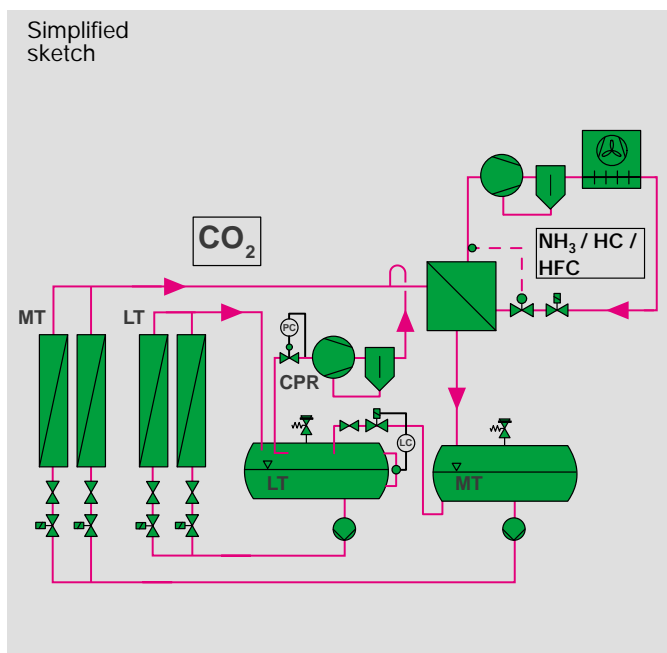 Simplified
sketch
CO₂
NH₃ / HC /
HFC
MT
LT
PC
CPR
LC
LT
MT